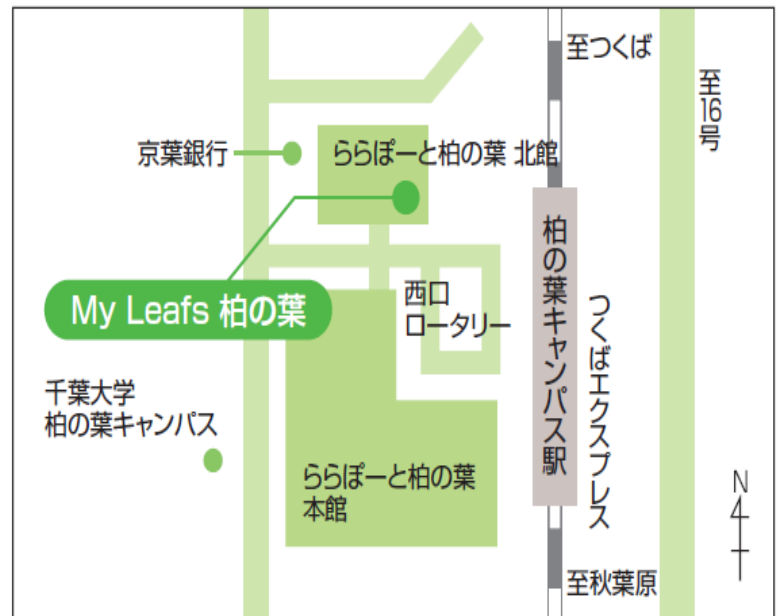 至つくば
至16号
京葉銀行
ららぽーと柏の葉 北館
My Leafs 柏の葉
西口
ロータリー
柏の葉キャンパス駅
つくばエクスプレス
千葉大学
柏の葉キャンパス
ららぽーと柏の葉
本館
N
至秋葉原